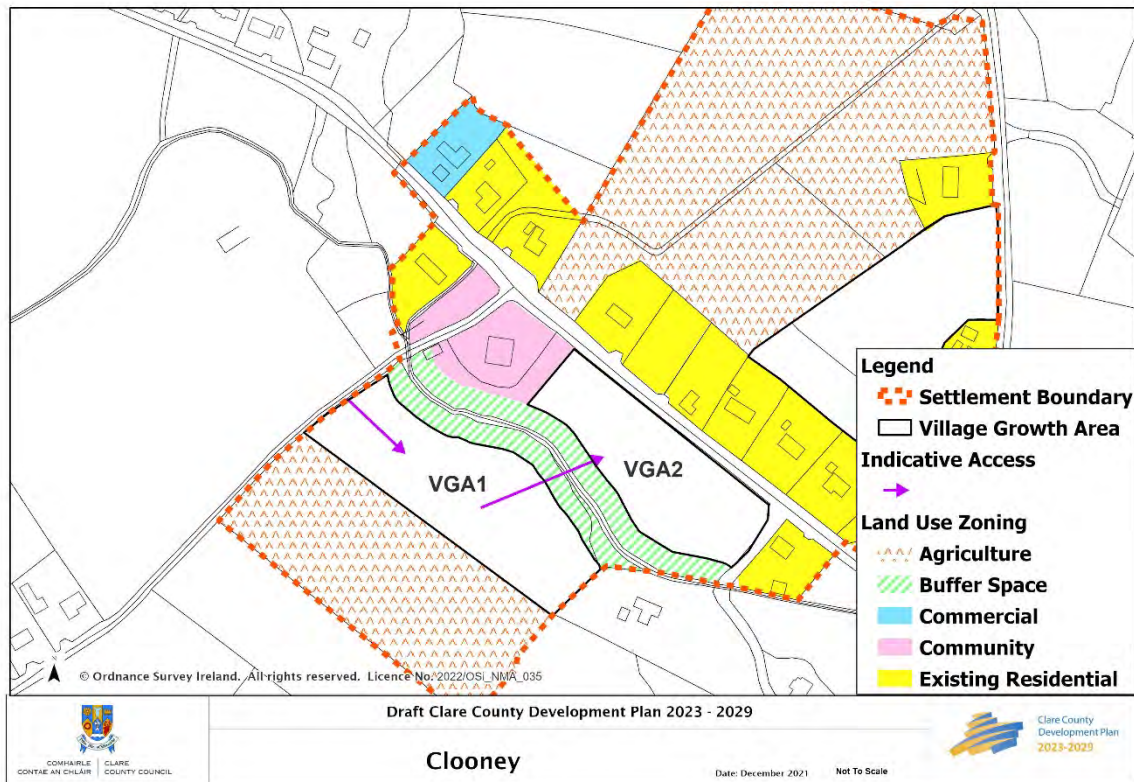 VGA1
VGA2
Legend
Settlement Boundary
Village Growth Area
Indicative Access
Land Use Zoning
Agriculture
Buffer Space
Commercial
Community
Existing Residential
N
© Ordnance Survey Ireland. All rights reserved. Licence No. 2022/OSi_NMA_035
COMHAIRLE
CONTAE AN CHLÁIR
CLARE
COUNTY COUNCIL
Draft Clare County Development Plan 2023 - 2029
Clooney
Date: December 2021
Not To Scale
Clare County
Development Plan
2023-2029